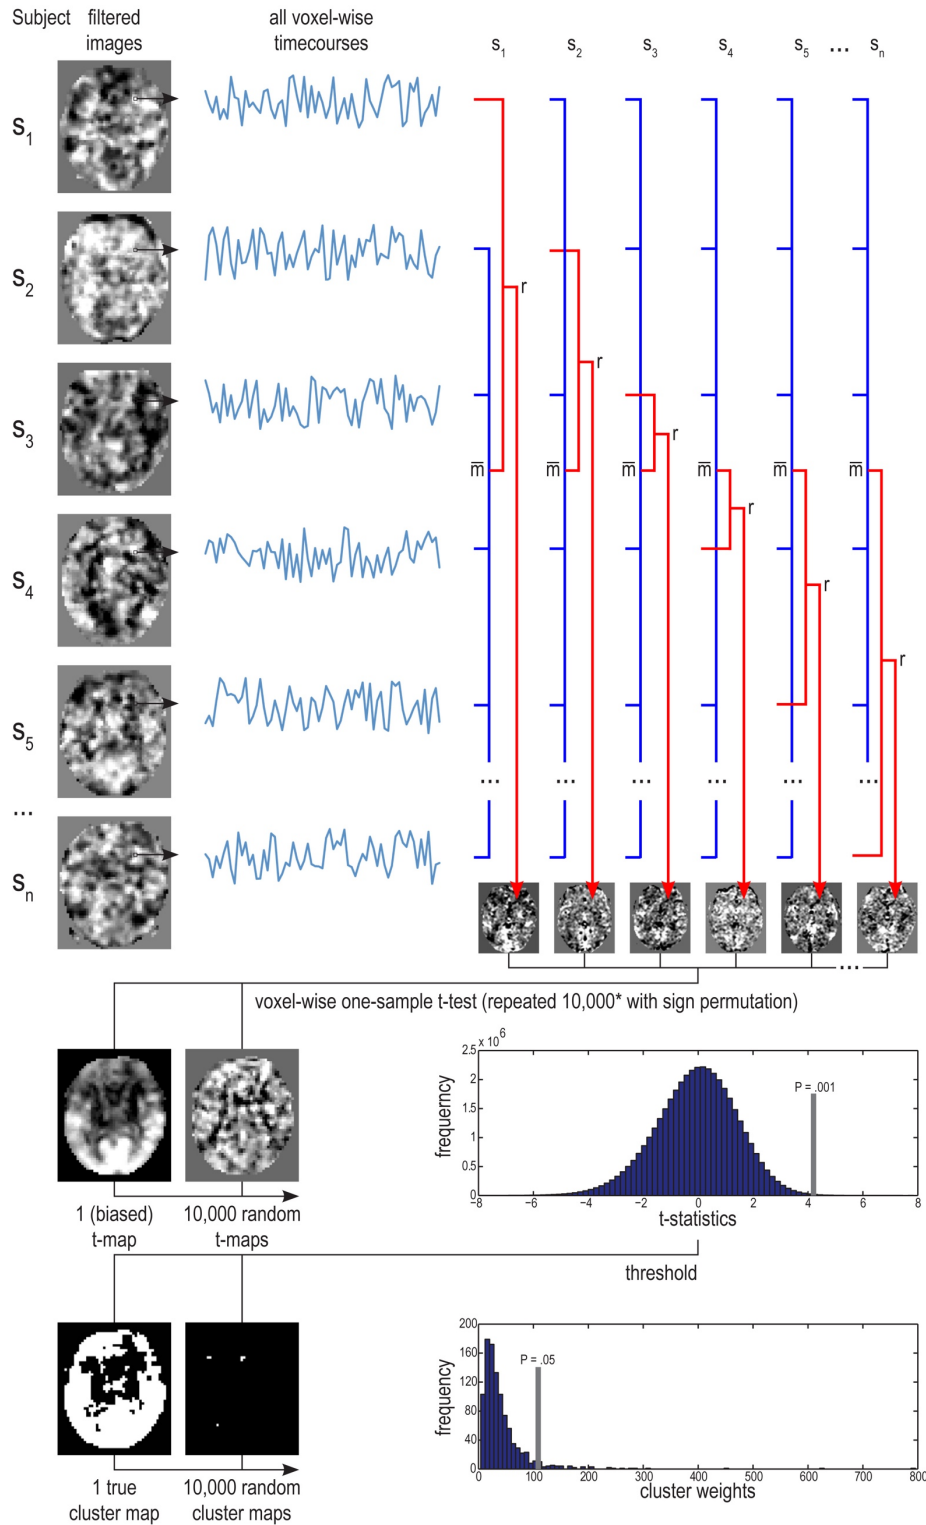 Subject filtered images all voxel-wise timecourses
s1 s2 s3 s4 s5 ... sn
s1
s2
r
r
s3
r
m̅ m̅ m̅ m̅ m̅ m̅
r
s4
r
r
s5
... ... ... ... ... ...
...
sn
...
voxel-wise one-sample t-test (repeated 10,000* with sign permutation)
x 10^6
2.5
2
1.5
1
0.5
0
frequerncy
P = .001
−8 −6 −4 −2 0 2 4 6 8
t-statistics
1 (biased) t-map
10,000 random t-maps
threshold
200
160
120
80
40
0
frequency
P = .05
0 100 200 300 400 500 600 700 800
cluster weights
1 true cluster map
10,000 random cluster maps